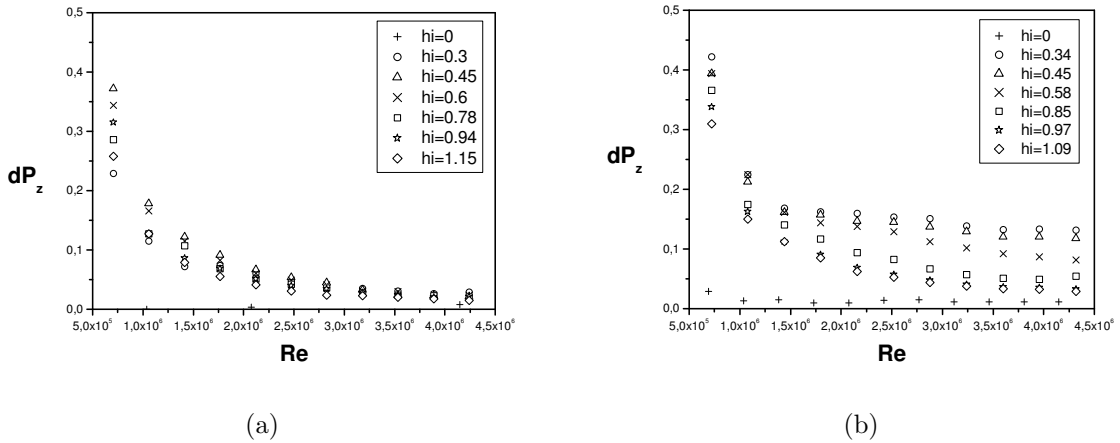 0,5
0,4
0,3
0,2
0,1
0,0
dP_z
5,0x10⁵
1,0x10⁶
1,5x10⁶
2,0x10⁶
2,5x10⁶
3,0x10⁶
3,5x10⁶
4,0x10⁶
4,5x10⁶
Re
hi=0
hi=0.3
hi=0.45
hi=0.6
hi=0.78
hi=0.94
hi=1.15
(a)
0,5
0,4
0,3
0,2
0,1
0,0
dP_z
5,0x10⁵
1,0x10⁶
1,5x10⁶
2,0x10⁶
2,5x10⁶
3,0x10⁶
3,5x10⁶
4,0x10⁶
4,5x10⁶
Re
hi=0
hi=0.34
hi=0.45
hi=0.58
hi=0.85
hi=0.97
hi=1.09
(b)